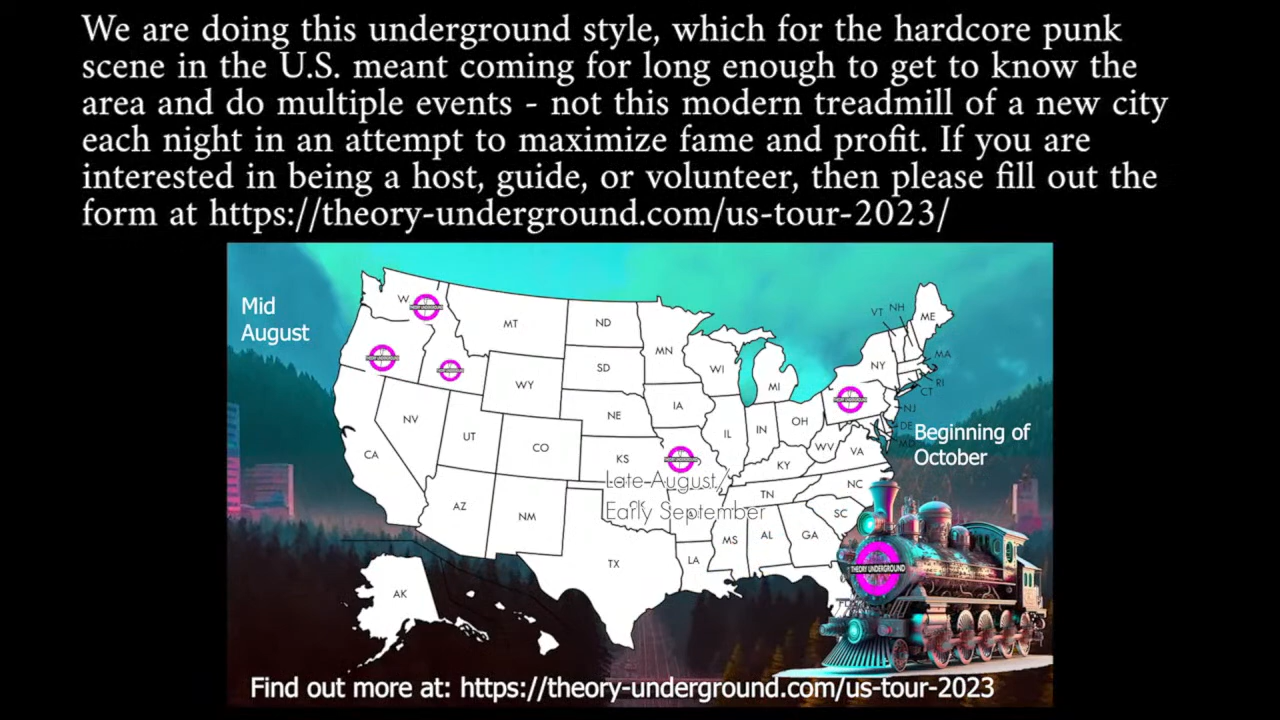 We are doing this underground style, which for the hardcore punk
scene in the U.S. meant coming for long enough to get to know the
area and do multiple events - not this modern treadmill of a new city
each night in an attempt to maximize fame and profit. If you are
interested in being a host, guide, or volunteer, then please fill out the
form at https://theory-underground.com/us-tour-2023/
Mid
August
W
MT
ND
MN
SD
WY
WI
MI
VT
NH
ME
NY
MA
RI
CT
NJ
DE
MD
NV
UT
CO
NE
IA
IL
IN
OH
WV
VA
CA
KS
KY
AZ
NM
TN
NC
SC
TX
LA
MS
AL
GA
AK
Late-August/
Early September
Beginning of
October
THEORY UNDERGROUND
Find out more at: https://theory-underground.com/us-tour-2023